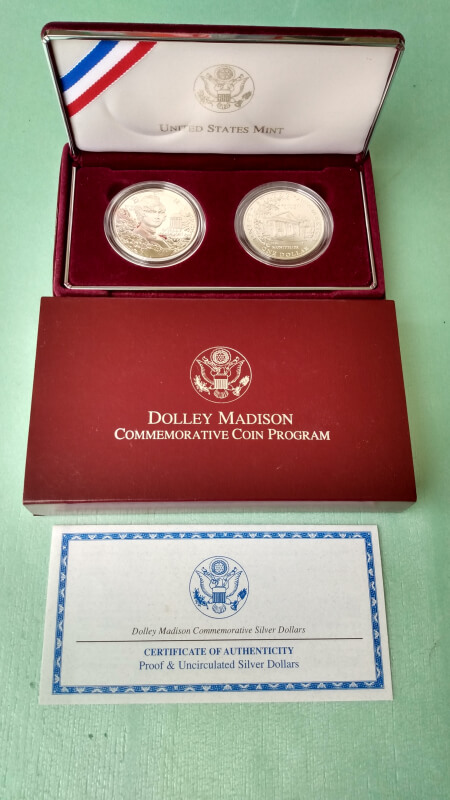 UNITED STATES MINT
MONTPELIER
DOLLEY MADISON
COMMEMORATIVE COIN PROGRAM
Dolley Madison Commemorative Silver Dollars
CERTIFICATE OF AUTHENTICITY
Proof & Uncirculated Silver Dollars